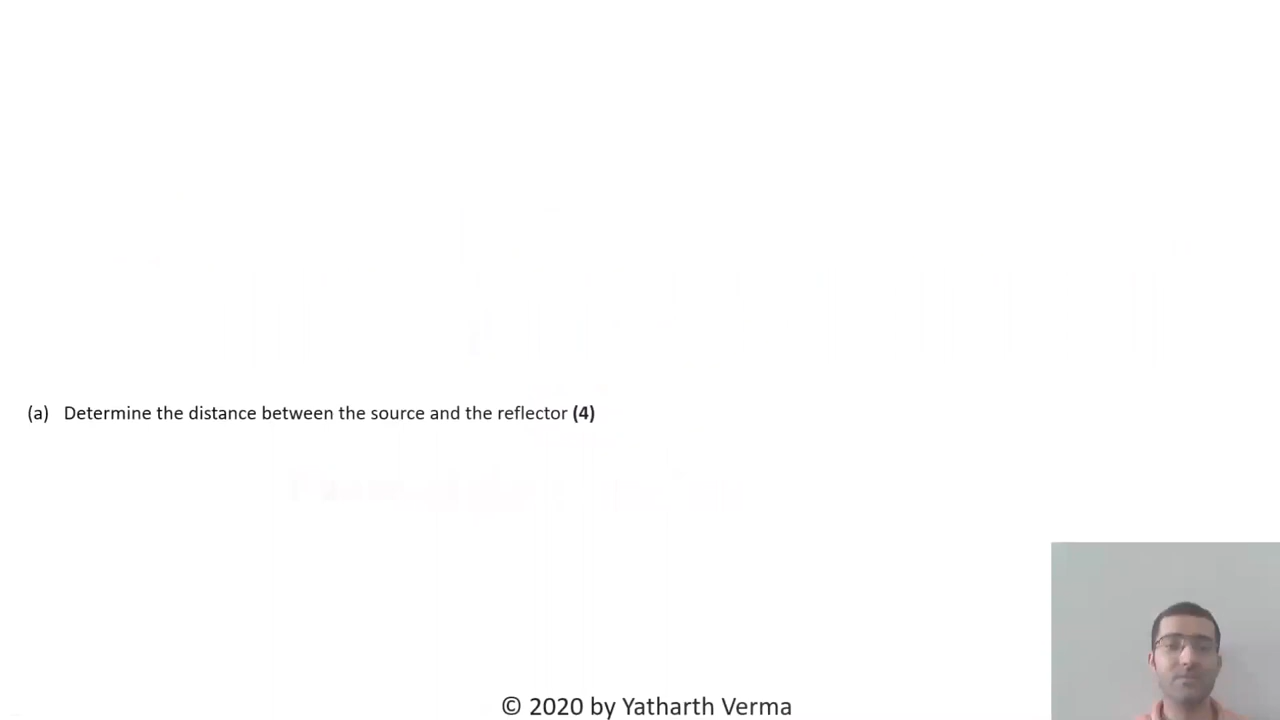 (a) Determine the distance between the source and the reflector (4)
© 2020 by Yatharth Verma